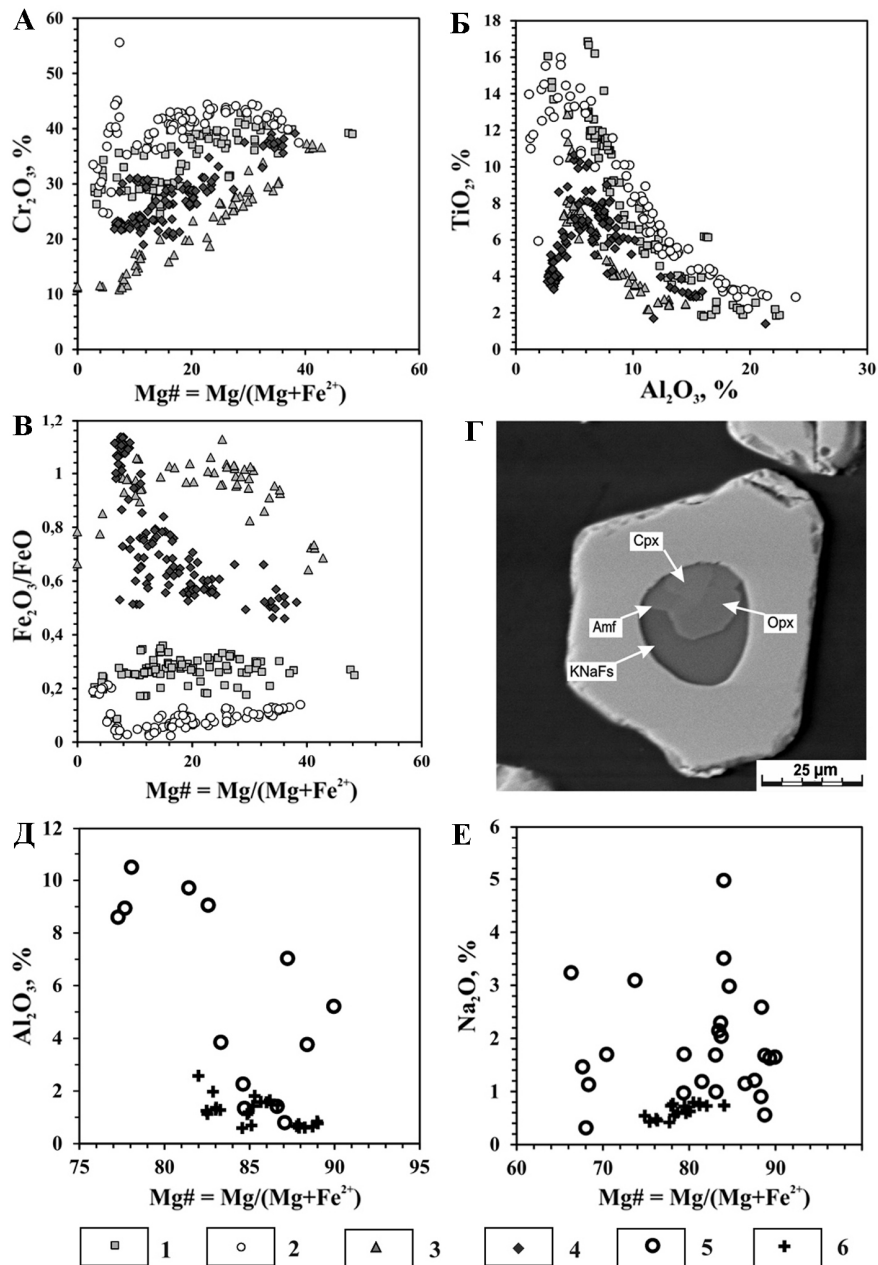 А
Cr₂O₃, %
60
50
40
30
20
10
0
0 20 40 60
Mg# = Mg/(Mg+Fe²⁺)
Б
TiO₂, %
18
16
14
12
10
8
6
4
2
0
0 10 20 30
Al₂O₃, %
В
Fe₂O₃/FeO
1,2
1
0,8
0,6
0,4
0,2
0
0 20 40 60
Mg# = Mg/(Mg+Fe²⁺)
Г
Cpx
Amf
Opx
KNaFs
25 µm
Д
Al₂O₃, %
12
10
8
6
4
2
0
75 80 85 90 95
Mg# = Mg/(Mg+Fe²⁺)
Е
Na₂O, %
6
5
4
3
2
1
0
60 70 80 90
Mg# = Mg/(Mg+Fe²⁺)
1 2 3 4 5 6